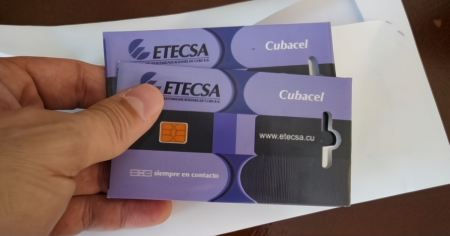 ETECSA
Cubacel
ETECSA
Cubacel
www.etecsa.cu
siempre en contacto